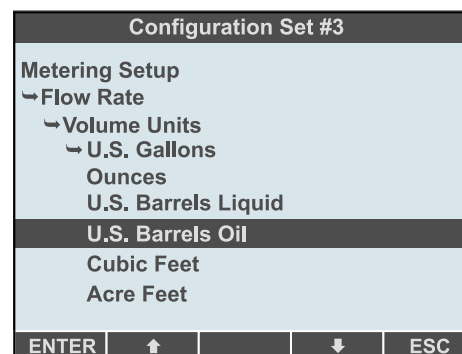 Configuration Set #3
Metering Setup
➥Flow Rate
➥Volume Units
➥U.S. Gallons
Ounces
U.S. Barrels Liquid
U.S. Barrels Oil
Cubic Feet
Acre Feet
ENTER ⬆ ⬇ ESC